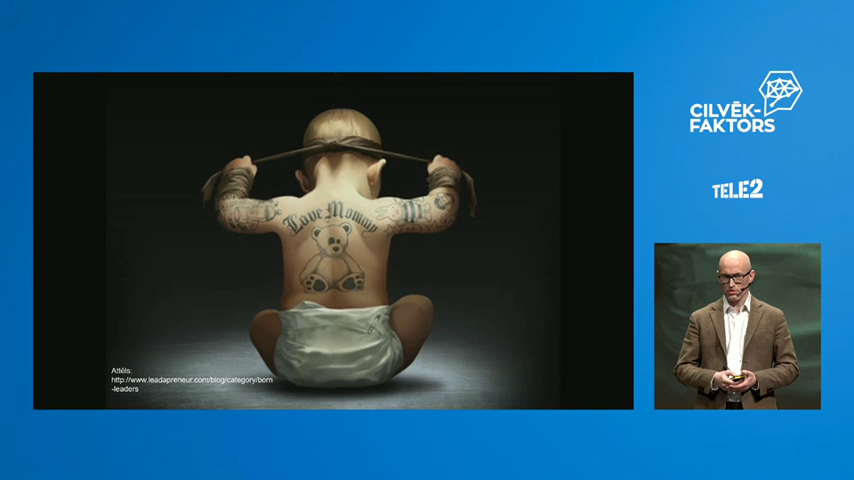 CILVĒK-
FAKTORS
TELE2
Love Mommy
Attēls:
http://www.leadapreneur.com/blog/category/born
-leaders